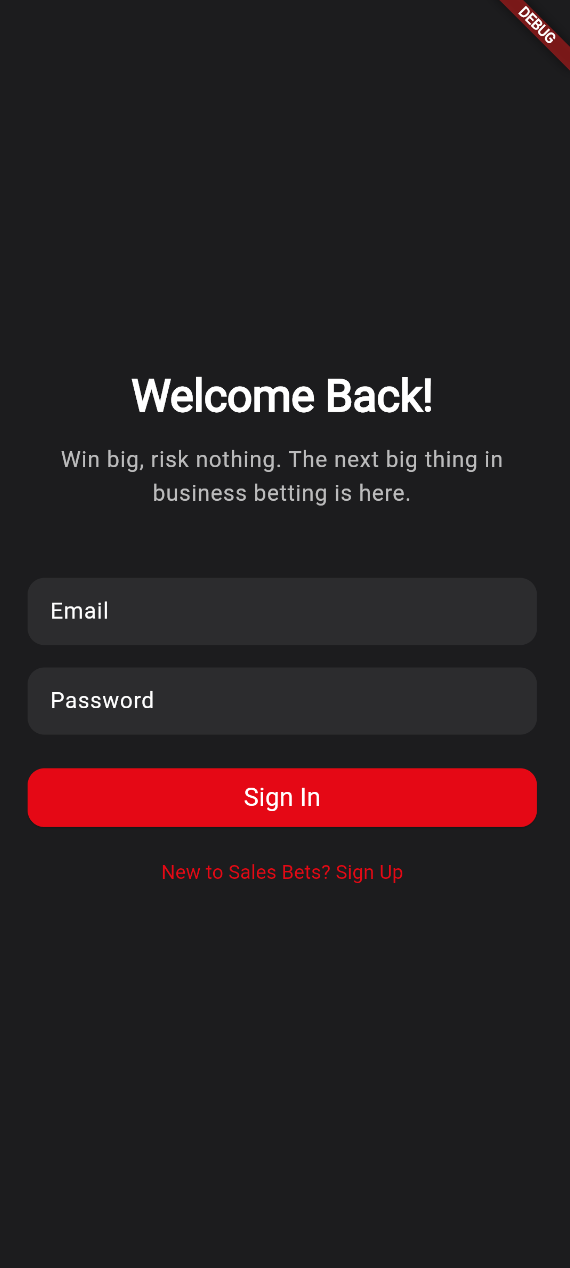 DEBUG
Welcome Back!
Win big, risk nothing. The next big thing in
business betting is here.
Email
Password
Sign In
New to Sales Bets? Sign Up